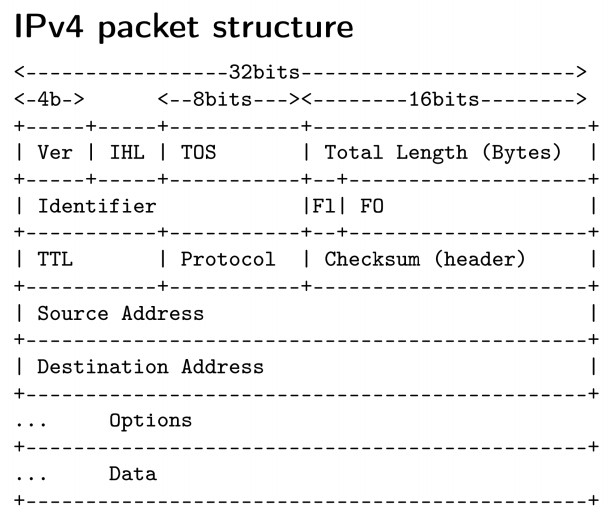 IPv4 packet structure
<-----------------32bits----------------------->
<-4b->      <--8bits---><--------16bits-------->
+-----+-----+-----------+-----------------------+
| Ver | IHL | TOS       | Total Length (Bytes)  |
+-----+-----+-----------+--+--------------------+
| Identifier            |Fl| FO                 |
+-----------+-----------+--+--------------------+
| TTL       | Protocol  | Checksum (header)     |
+-----------+-----------+-----------------------+
| Source Address                                |
+-----------------------------------------------+
| Destination Address                           |
+-----------------------------------------------+
...     Options
+-----------------------------------------------+
...     Data
+-----------------------------------------------+